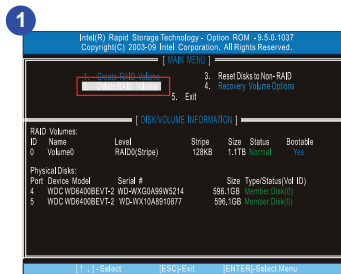 1
Intel(R) Rapid Storage Technology - Option ROM -9.5.0.1037
Copyright(C) 2003-09 Intel Corporation. All Rights Reserved.
[ MAIN MENU ]
1. Create RAID Volume 3. Reset Disks to Non-RAID
2. Delete RAID Volume 4. Recovery Volume Options
5. Exit
[ DISK/VOLUME INFORMATION ]
RAID Volumes:
ID Name Level Stripe Size Status Bootable
0 Volume0 RAID0(Stripe) 128KB 1.1TB Normal Yes
Physical Disks:
Port Device Model Serial # Size Type/Status(Vol ID)
4 WDC WD6400BEVT-2 WD-WXG0A99W5214 596.1GB Member Disk(0)
5 WDC WD6400BEVT-2 WD-WX10A8910877 596.1GB Member Disk(0)
[↑↓]-Select [ESC]-Exit [ENTER]-Select Menu